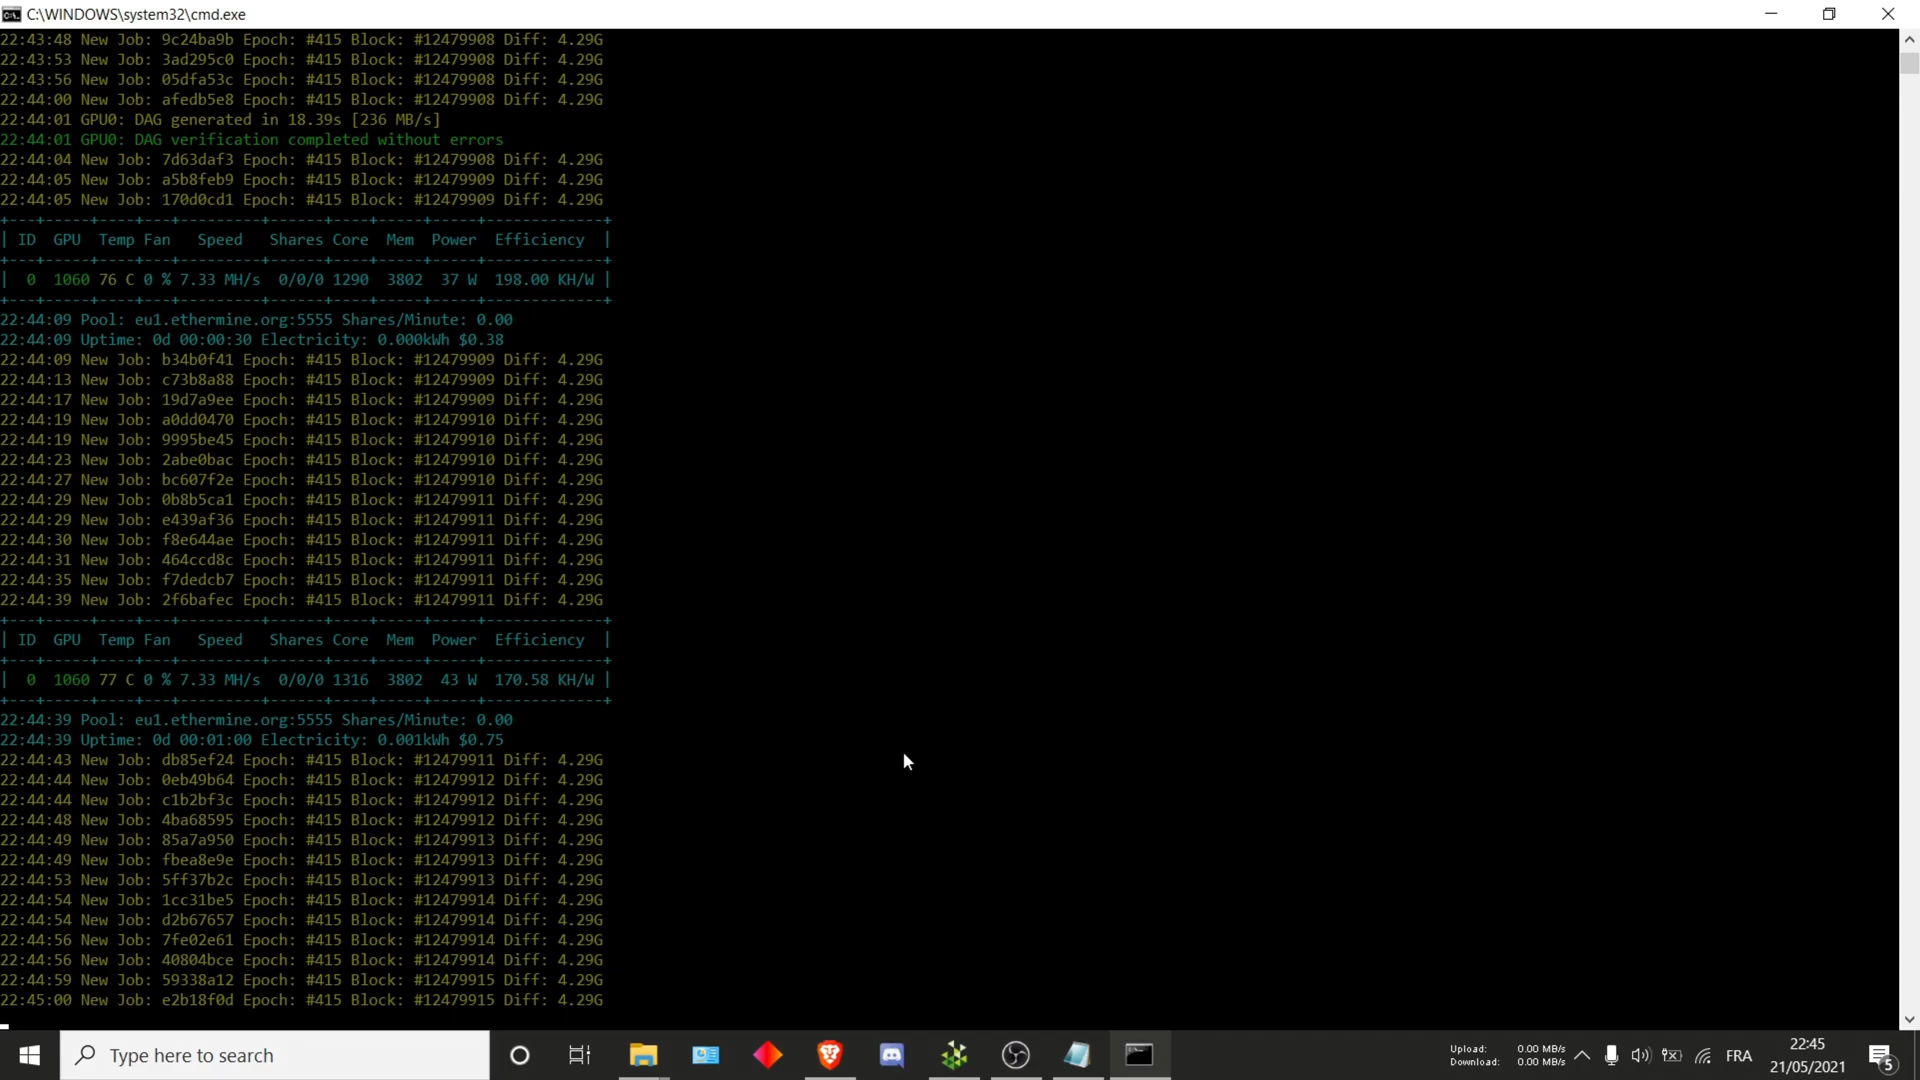 C:\WINDOWS\system32\cmd.exe
22:43:48 New Job: 9c24ba9b Epoch: #415 Block: #12479908 Diff: 4.29G
22:43:53 New Job: 3ad295c0 Epoch: #415 Block: #12479908 Diff: 4.29G
22:43:56 New Job: 05dfa53c Epoch: #415 Block: #12479908 Diff: 4.29G
22:44:00 New Job: afedb5e8 Epoch: #415 Block: #12479908 Diff: 4.29G
22:44:01 GPU0: DAG generated in 18.39s [236 MB/s]
22:44:01 GPU0: DAG verification completed without errors
22:44:04 New Job: 7d63daf3 Epoch: #415 Block: #12479908 Diff: 4.29G
22:44:05 New Job: a5b8feb9 Epoch: #415 Block: #12479909 Diff: 4.29G
22:44:05 New Job: 170d0cd1 Epoch: #415 Block: #12479909 Diff: 4.29G
ID GPU Temp Fan Speed Shares Core Mem Power Efficiency
0 1060 76 C 0 % 7.33 MH/s 0/0/0 1290 3802 37 W 198.00 KH/W
22:44:09 Pool: eu1.ethermine.org:5555 Shares/Minute: 0.00
22:44:09 Uptime: 0d 00:00:30 Electricity: 0.000kWh $0.38
22:44:09 New Job: b34b0f41 Epoch: #415 Block: #12479909 Diff: 4.29G
22:44:13 New Job: c73b8a88 Epoch: #415 Block: #12479909 Diff: 4.29G
22:44:17 New Job: 19d7a9ee Epoch: #415 Block: #12479909 Diff: 4.29G
22:44:19 New Job: a0dd0470 Epoch: #415 Block: #12479910 Diff: 4.29G
22:44:19 New Job: 9995be45 Epoch: #415 Block: #12479910 Diff: 4.29G
22:44:23 New Job: 2abe0bac Epoch: #415 Block: #12479910 Diff: 4.29G
22:44:27 New Job: bc607f2e Epoch: #415 Block: #12479910 Diff: 4.29G
22:44:29 New Job: 0b8b5ca1 Epoch: #415 Block: #12479911 Diff: 4.29G
22:44:29 New Job: e439af36 Epoch: #415 Block: #12479911 Diff: 4.29G
22:44:30 New Job: f8e644ae Epoch: #415 Block: #12479911 Diff: 4.29G
22:44:31 New Job: 464ccd8c Epoch: #415 Block: #12479911 Diff: 4.29G
22:44:35 New Job: f7dedcb7 Epoch: #415 Block: #12479911 Diff: 4.29G
22:44:39 New Job: 2f6bafec Epoch: #415 Block: #12479911 Diff: 4.29G
ID GPU Temp Fan Speed Shares Core Mem Power Efficiency
0 1060 77 C 0 % 7.33 MH/s 0/0/0 1316 3802 43 W 170.58 KH/W
22:44:39 Pool: eu1.ethermine.org:5555 Shares/Minute: 0.00
22:44:39 Uptime: 0d 00:01:00 Electricity: 0.001kWh $0.75
22:44:43 New Job: db85ef24 Epoch: #415 Block: #12479911 Diff: 4.29G
22:44:44 New Job: 0eb49b64 Epoch: #415 Block: #12479912 Diff: 4.29G
22:44:44 New Job: c1b2bf3c Epoch: #415 Block: #12479912 Diff: 4.29G
22:44:48 New Job: 4ba68595 Epoch: #415 Block: #12479912 Diff: 4.29G
22:44:49 New Job: 85a7a950 Epoch: #415 Block: #12479913 Diff: 4.29G
22:44:49 New Job: fbea8e9e Epoch: #415 Block: #12479913 Diff: 4.29G
22:44:53 New Job: 5ff37b2c Epoch: #415 Block: #12479913 Diff: 4.29G
22:44:54 New Job: 1cc31be5 Epoch: #415 Block: #12479914 Diff: 4.29G
22:44:54 New Job: d2b67657 Epoch: #415 Block: #12479914 Diff: 4.29G
22:44:56 New Job: 7fe02e61 Epoch: #415 Block: #12479914 Diff: 4.29G
22:44:56 New Job: 40804bce Epoch: #415 Block: #12479914 Diff: 4.29G
22:44:59 New Job: 59338a12 Epoch: #415 Block: #12479915 Diff: 4.29G
22:45:00 New Job: e2b18f0d Epoch: #415 Block: #12479915 Diff: 4.29G
Type here to search
Upload: 0.00 MB/s
Download: 0.00 MB/s
FRA
22:45
21/05/2021
5